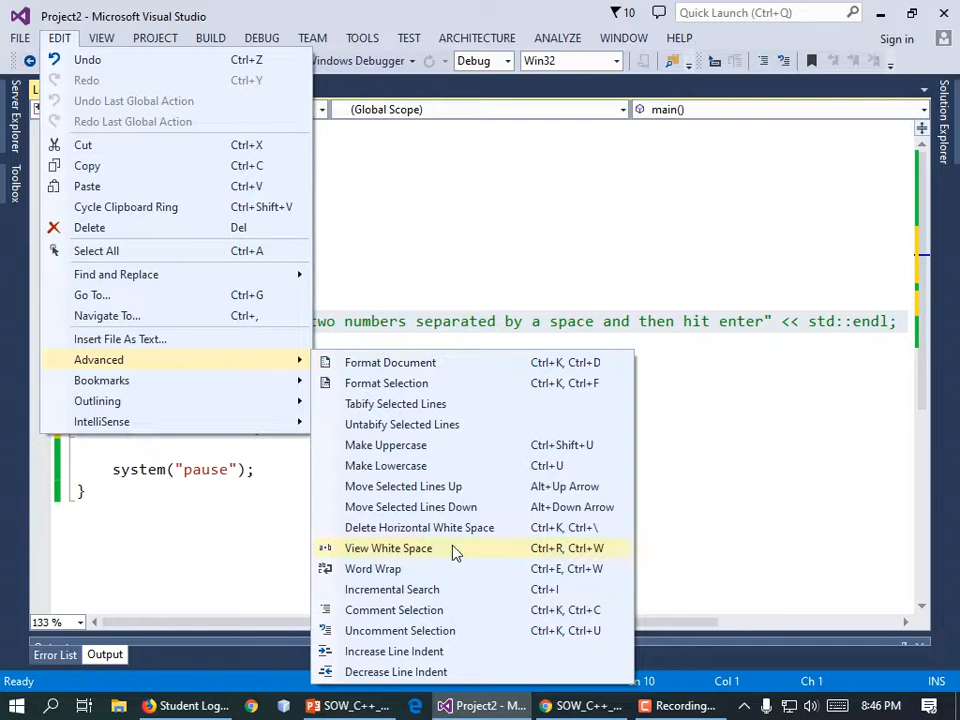 Project2 - Microsoft Visual Studio
10
Quick Launch (Ctrl+Q)
FILE EDIT VIEW PROJECT BUILD DEBUG TEAM TOOLS TEST ARCHITECTURE ANALYZE WINDOW HELP
Sign in
Windows Debugger
Debug
Win32
Server Explorer
Toolbox
Solution Explorer
(Global Scope)
main()
Undo Ctrl+Z
Redo Ctrl+Y
Undo Last Global Action
Redo Last Global Action
Cut Ctrl+X
Copy Ctrl+C
Paste Ctrl+V
Cycle Clipboard Ring Ctrl+Shift+V
Delete Del
Select All Ctrl+A
Find and Replace
Go To... Ctrl+G
Navigate To... Ctrl+,
Insert File As Text...
Advanced
Bookmarks
Outlining
IntelliSense
two numbers separated by a space and then hit enter" << std::endl;
Format Document Ctrl+K, Ctrl+D
Format Selection Ctrl+K, Ctrl+F
Tabify Selected Lines
Untabify Selected Lines
Make Uppercase Ctrl+Shift+U
Make Lowercase Ctrl+U
Move Selected Lines Up Alt+Up Arrow
Move Selected Lines Down Alt+Down Arrow
Delete Horizontal White Space Ctrl+K, Ctrl+\
View White Space Ctrl+R, Ctrl+W
Word Wrap Ctrl+E, Ctrl+W
Incremental Search Ctrl+I
Comment Selection Ctrl+K, Ctrl+C
Uncomment Selection Ctrl+K, Ctrl+U
Increase Line Indent
Decrease Line Indent
system("pause");
}
133 %
Error List Output
Ready
Ln 10 Col 1 Ch 1 INS
Student Log...
SOW_C++_...
Project2 - M...
SOW_C++_...
Recording...
8:46 PM